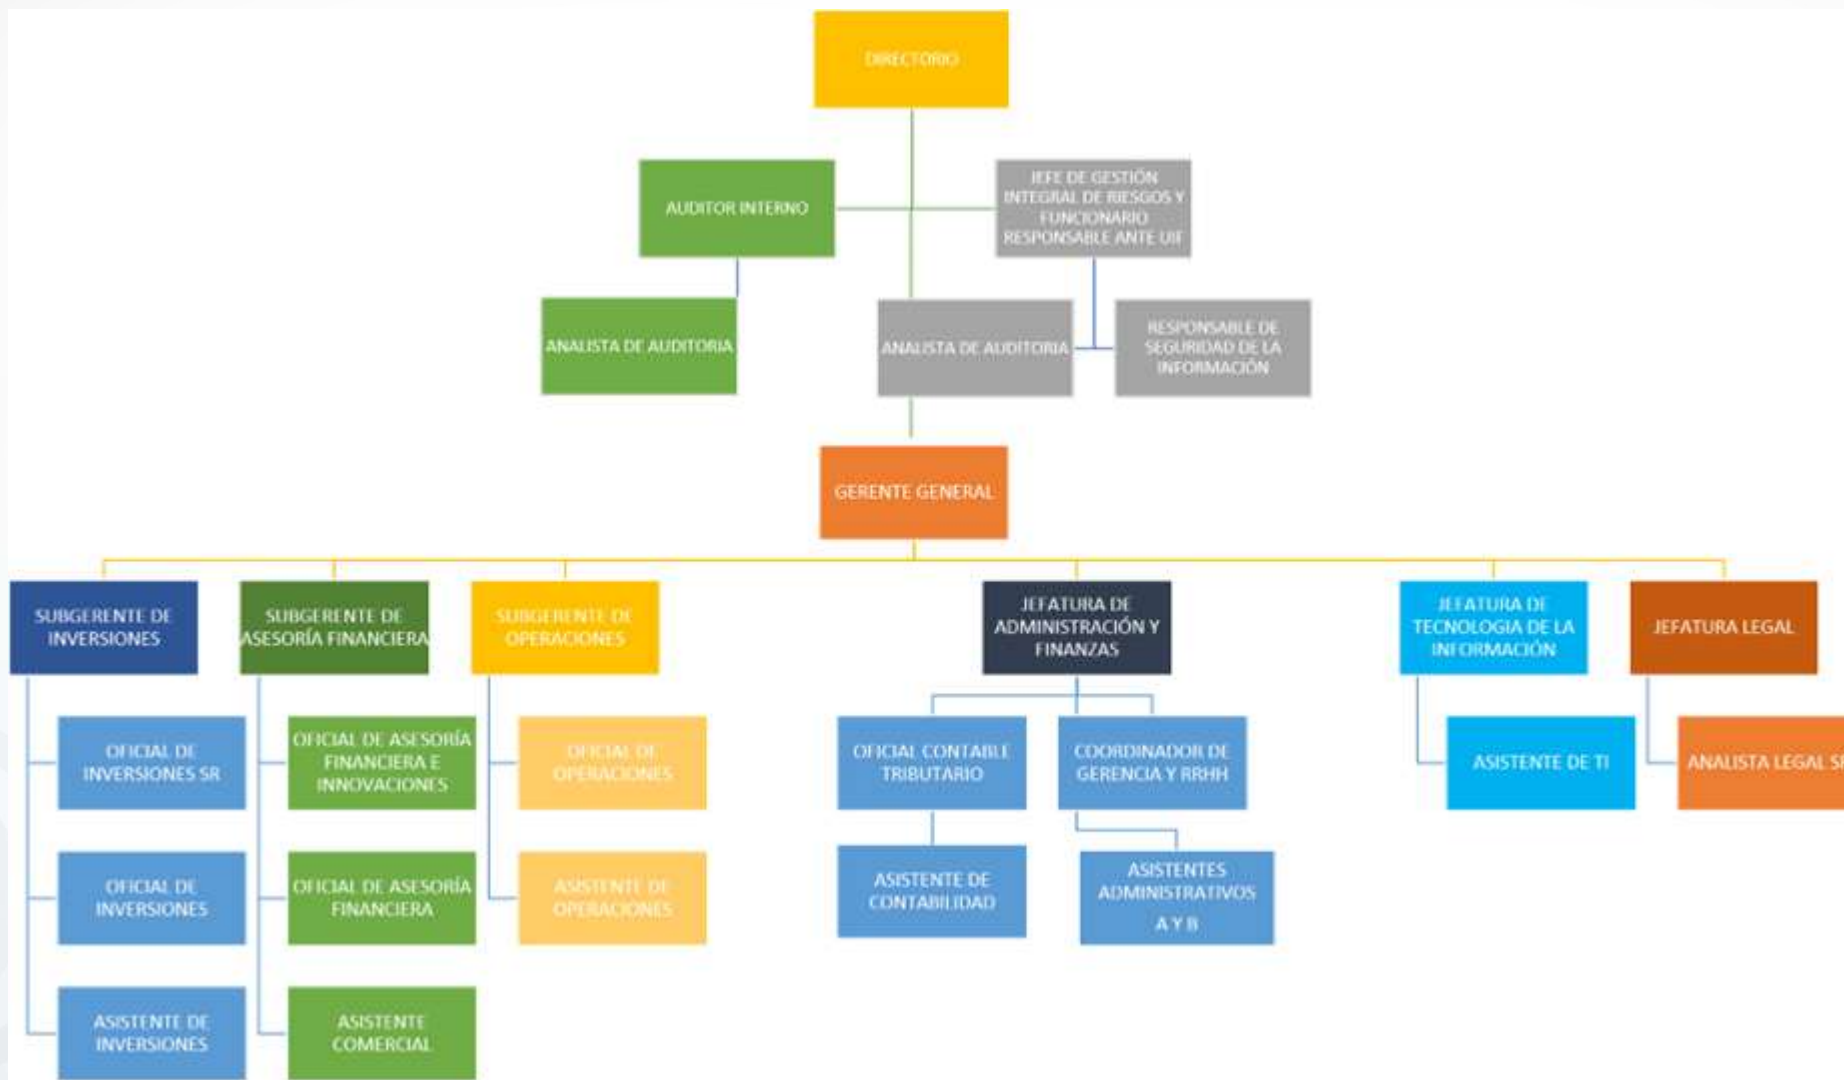 DIRECTORIO
AUDITOR INTERNO
JEFE DE GESTIÓN
INTEGRAL DE RIESGOS Y
FUNCIONARIO
RESPONSABLE ANTE UIF
ANALISTA DE AUDITORIA
ANALISTA DE AUDITORIA
RESPONSABLE DE
SEGURIDAD DE LA
INFORMACIÓN
GERENTE GENERAL
SUBGERENTE DE
INVERSIONES
SUBGERENTE DE
ASESORÍA FINANCIERA
SUBGERENTE DE
OPERACIONES
JEFATURA DE
ADMINISTRACIÓN Y
FINANZAS
JEFATURA DE
TECNOLOGIA DE LA
INFORMACIÓN
JEFATURA LEGAL
OFICIAL DE
INVERSIONES SR
OFICIAL DE ASESORÍA
FINANCIERA E
INNOVACIONES
OFICIAL DE
OPERACIONES
OFICIAL CONTABLE
TRIBUTARIO
COORDINADOR DE
GERENCIA Y RRHH
ASISTENTE DE TI
ANALISTA LEGAL
OFICIAL DE
INVERSIONES
OFICIAL DE ASESORÍA
FINANCIERA
ASISTENTE DE
OPERACIONES
ASISTENTE DE
CONTABILIDAD
ASISTENTES
ADMINISTRATIVOS
A Y B
ASISTENTE DE
INVERSIONES
ASISTENTE
COMERCIAL